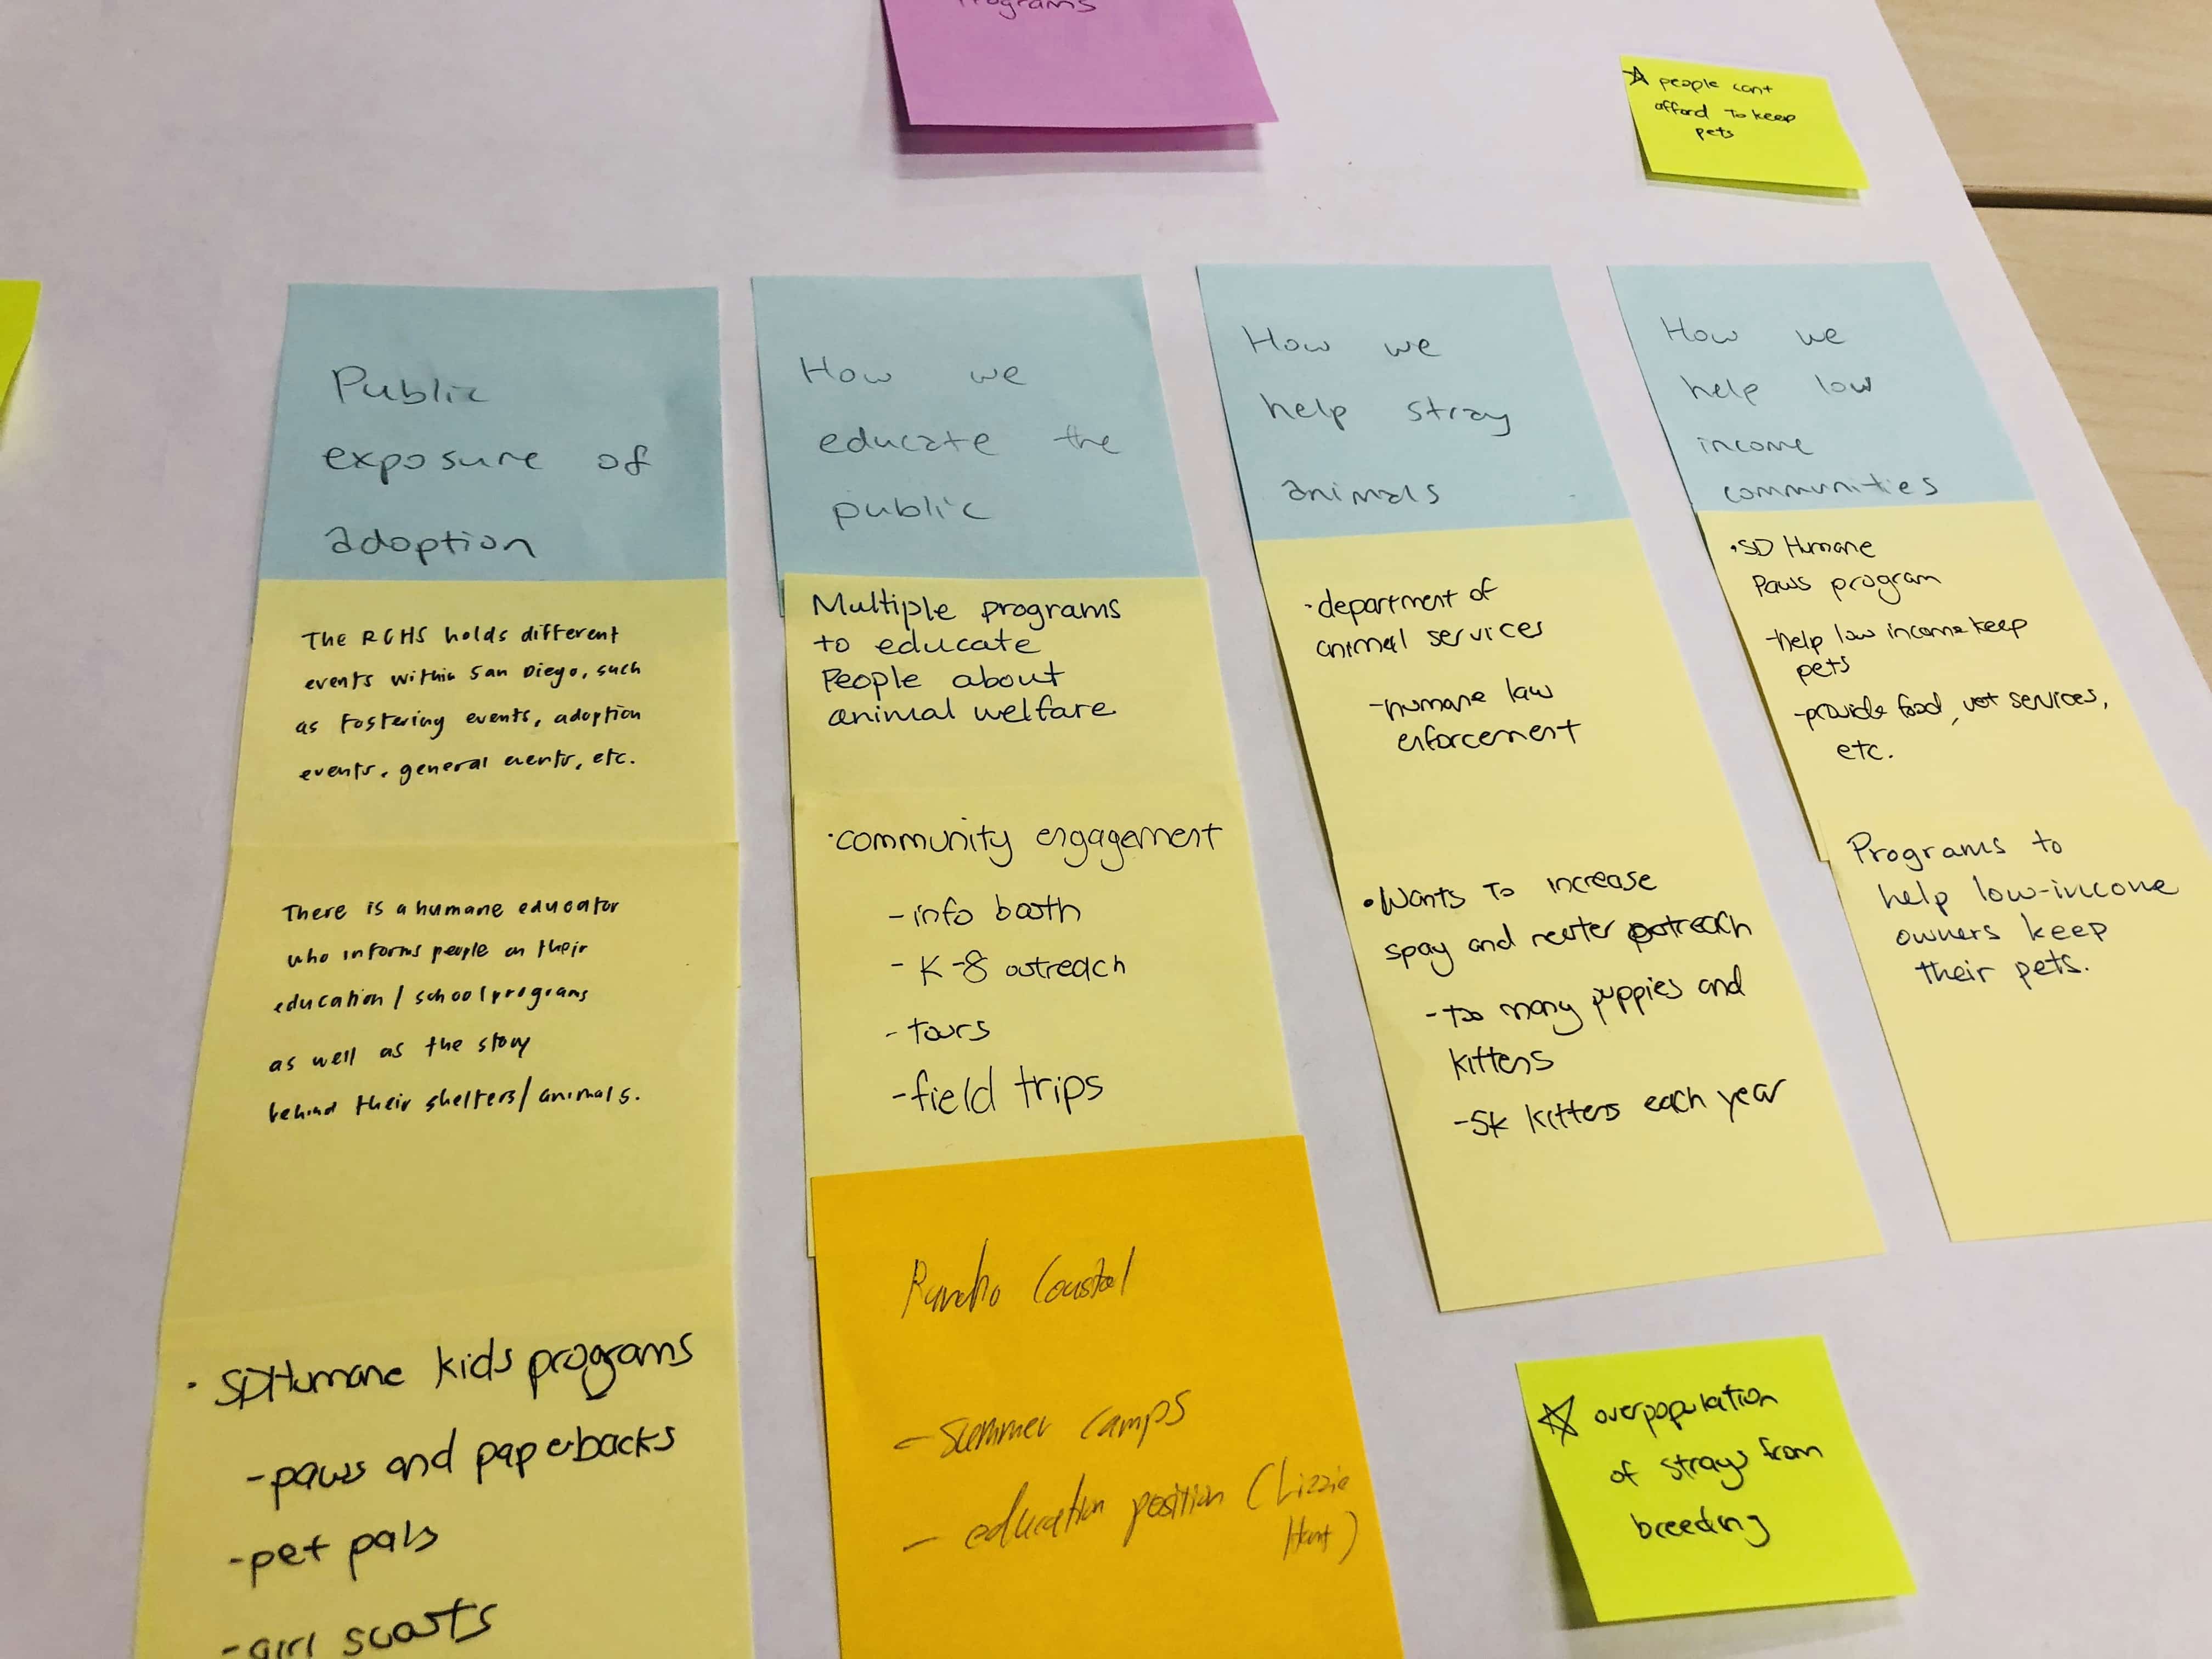 Programs
☆ people cant
afford to keep
pets
Public
exposure of
adoption
The RCHS holds different
events within San Diego, such
as fostering events, adoption
events, general events, etc.
There is a humane educator
who informs people on their
education/school programs
as well as the story
behind their shelters/animals.
· SDHumane kids programs
-paws and paperbacks
-pet pals
-girl scouts
How we
educate the
public
Multiple programs
to educate
People about
animal welfare
·community engagement
-info booth
-K-8 outreach
-tours
-field trips
Rancho Coastal
-summer camps
- education position (Lizzie
How we
help stray
animals
·department of
animal services
-humane law
enforcement
·Wants to increase
spay and neuter outreach
-too many puppies and
kittens
-5k kittens each year
☆ overpopulation
of strays from
breeding
How we
help low
income
communities
·SD Humane
Paws program
-help low income keep
pets
-provide food, vet services,
etc.
Programs to
help low-income
owners keep
their pets.